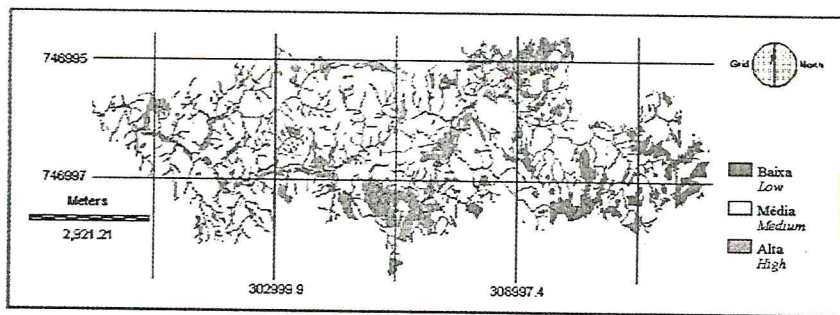 746995
Grid North
746997
Meters
2,921.21
Baixa
Low
Média
Medium
Alta
High
302999.9
308997.4